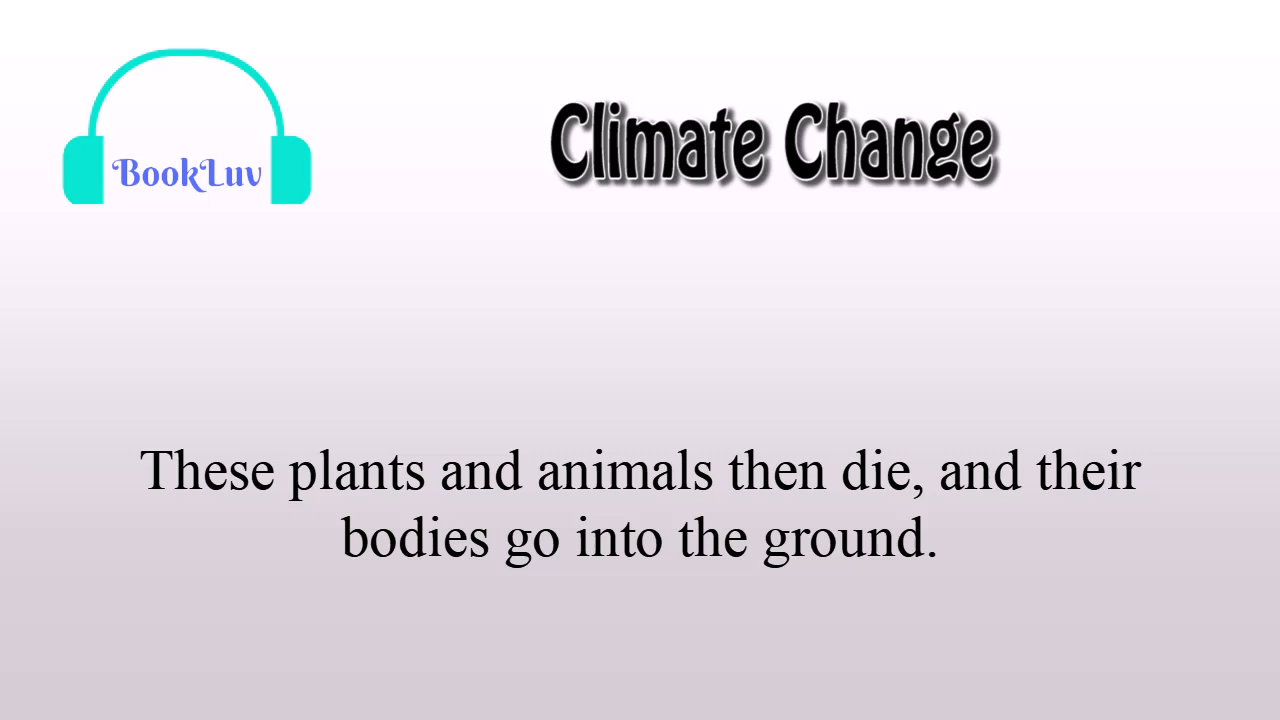 BookLuv
Climate Change
These plants and animals then die, and their
bodies go into the ground.